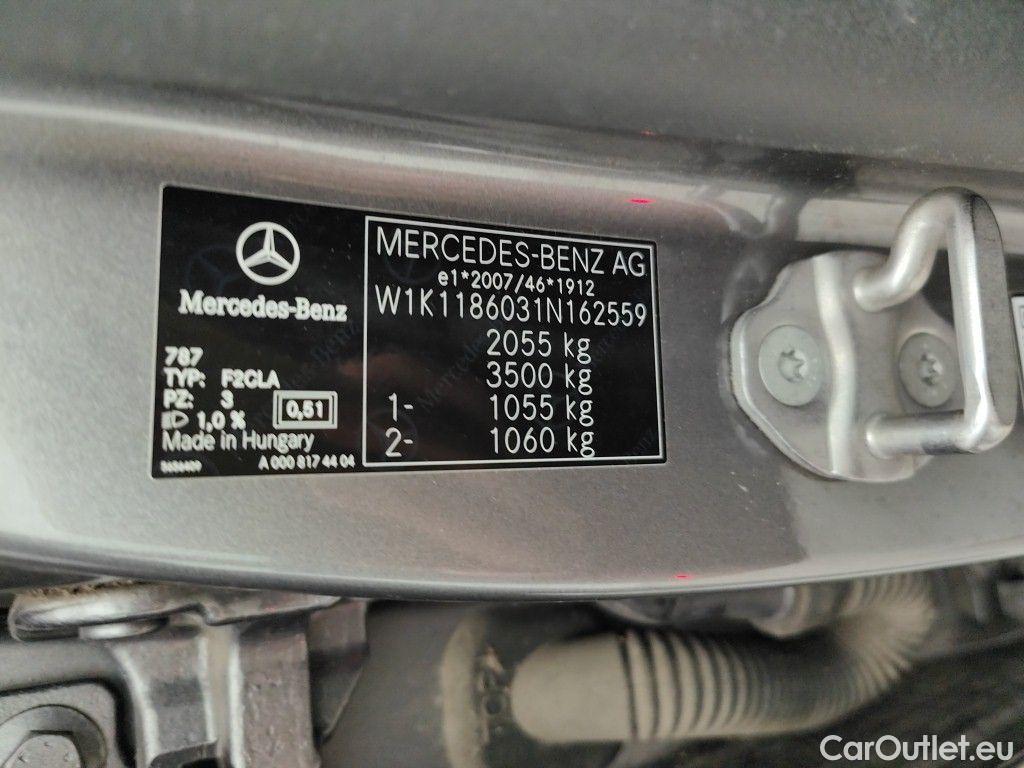 Mercedes-Benz
787
TYP: F2CLA
PZ: 3
1,0 %
0,51
Made in Hungary
A 000 817 44 04
MERCEDES-BENZ AG
e1*2007/46*1912
W1K1186031N162559
2055 kg
3500 kg
1- 1055 kg
2- 1060 kg
CarOutlet.eu